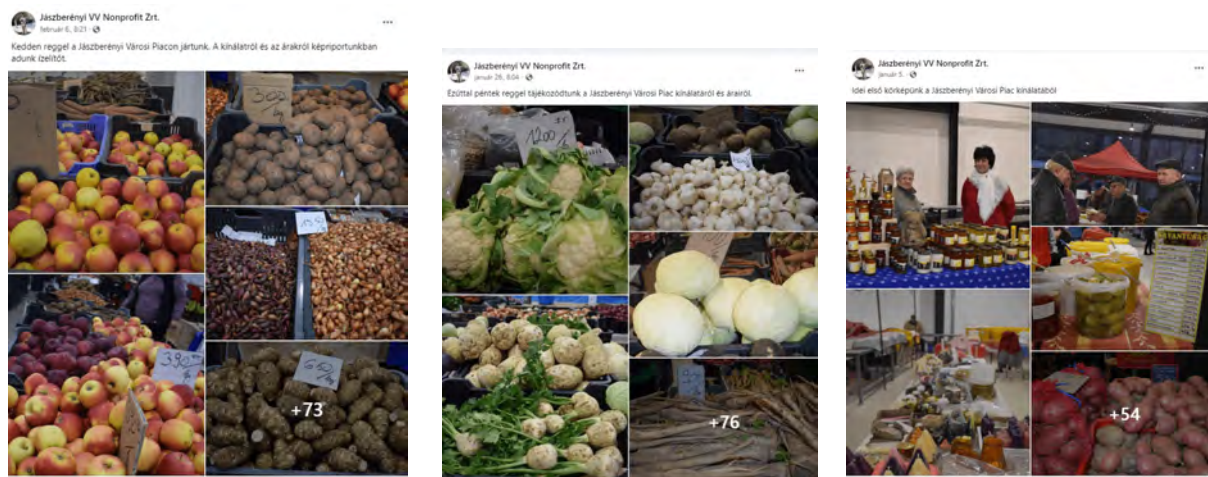 Jászberényi VV Nonprofit Zrt.
február 6., 8:21
Kedden reggel a Jászberényi Városi Piacon jártunk. A kínálatról és az árakról képriportunkban
adunk ízelítőt.
390
650
+73
Jászberényi VV Nonprofit Zrt.
január 26., 8:04
Ezúttal péntek reggel tájékozódtunk a Jászberényi Városi Piac kínálatáról és árairól.
1200
+76
Jászberényi VV Nonprofit Zrt.
január 5.
Idei első körképünk a Jászberényi Városi Piac kínálatából
+54